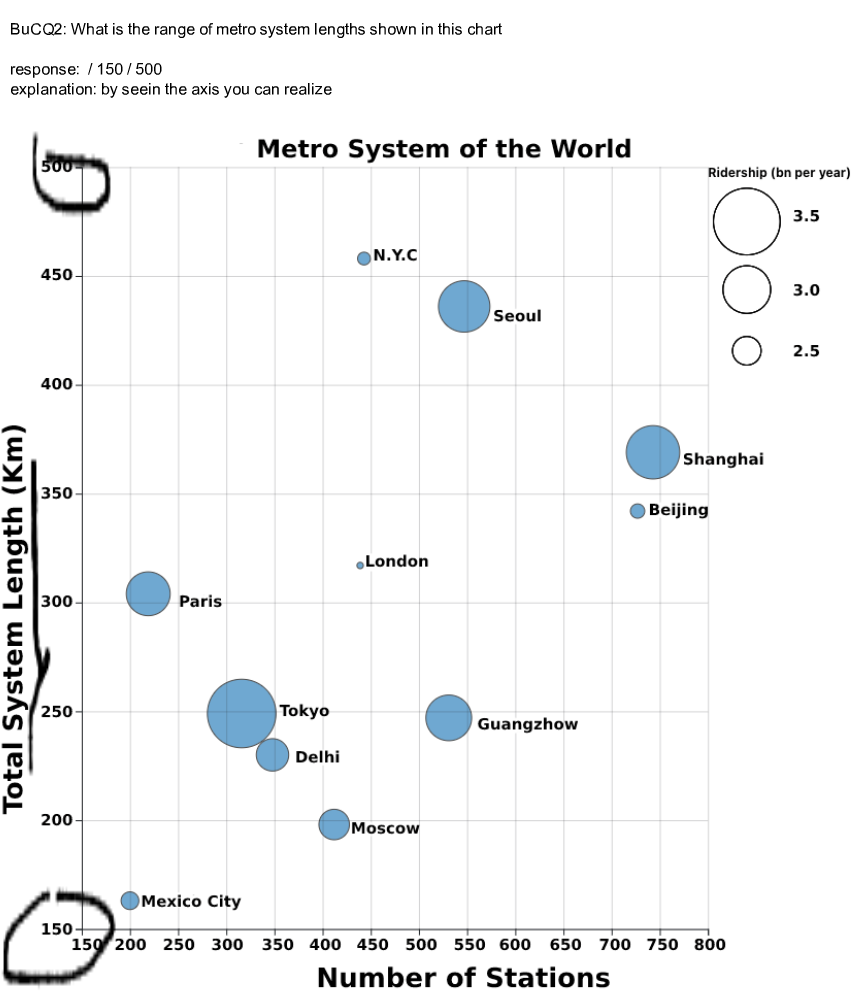 BuCQ2: What is the range of metro system lengths shown in this chart
response:  / 150 / 500
explanation: by seein the axis you can realize
Metro System of the World
Ridership (bn per year)
3.5
3.0
2.5
Total System Length (Km)
500
450
400
350
300
250
200
150
N.Y.C
Seoul
Shanghai
Beijing
London
Paris
Tokyo
Guangzhow
Delhi
Moscow
Mexico City
150 200 250 300 350 400 450 500 550 600 650 700 750 800
Number of Stations